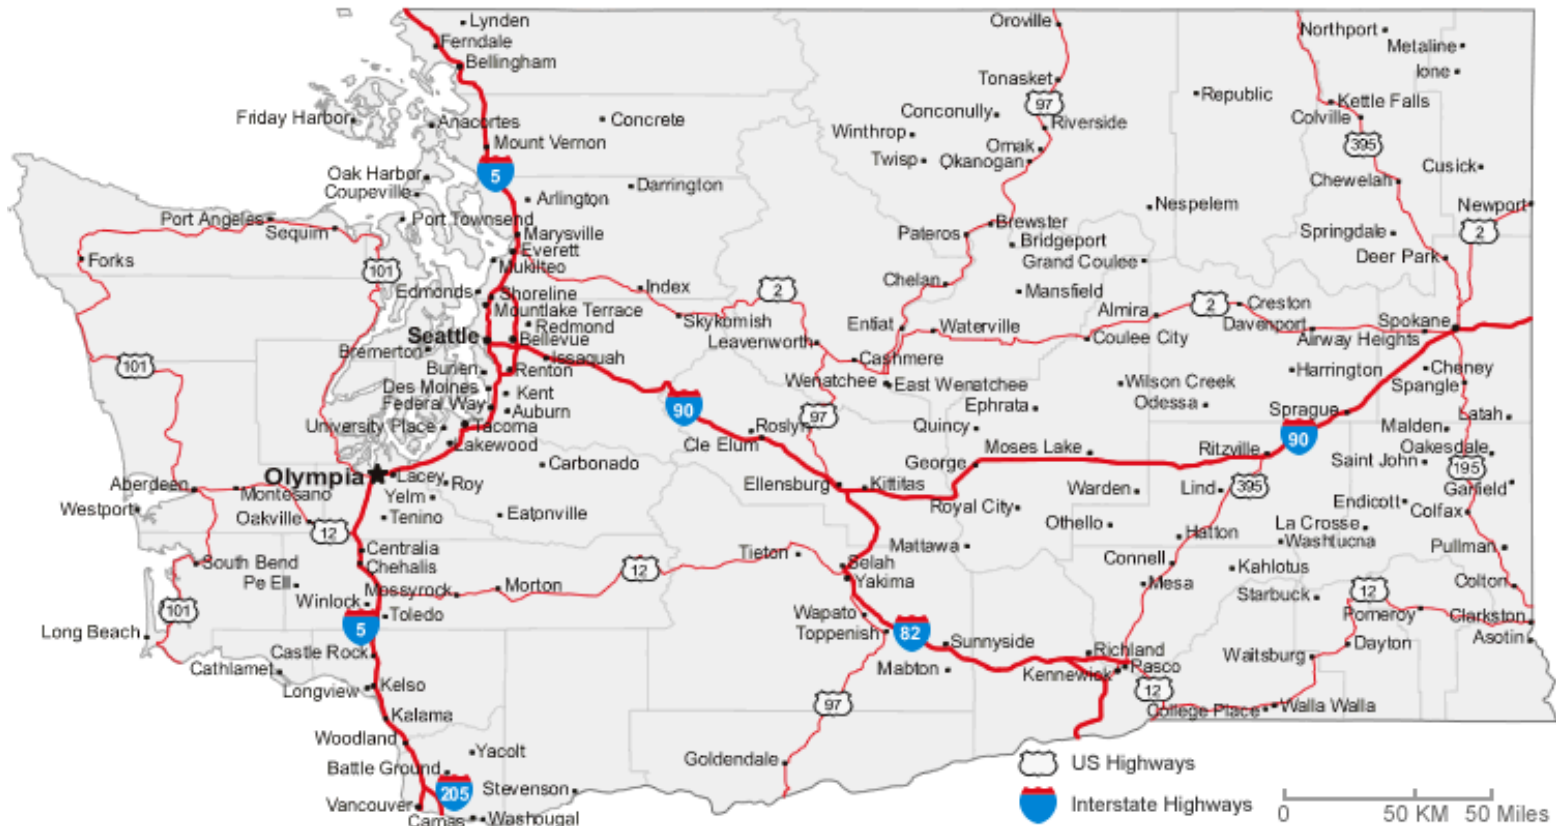 Lynden
Oroville
Northport
Ferndale
Metaline
Bellingham
Ione
Tonasket
Republic
Kettle Falls
97
Conconully
Colville
Friday Harbor
Anacortes
Concrete
Riverside
Winthrop
Mount Vernon
Omak
395
Twisp
Okanogan
Cusick
Oak Harbor
5
Darrington
Chewelah
Coupeville
Arlington
Nespelem
Newport
Port Angeles
Port Townsend
Brewster
Sequim
Marysville
Pateros
Springdale
2
Everett
Bridgeport
Forks
Mukilteo
Grand Coulee
Deer Park
101
Chelan
Edmonds
Shoreline
Index
2
Mansfield
Mountlake Terrace
Almira
2
Creston
Redmond
Skykomish
Entiat
Waterville
Davenport
Spokane
Seattle
Bellevue
Leavenworth
Coulee City
Airway Heights
Bremerton
Issaquah
Cashmere
101
Burien
Renton
Harrington
Cheney
Des Moines
Kent
Wenatchee
East Wenatchee
Wilson Creek
Spangle
Federal Way
Auburn
90
Ephrata
Odessa
Sprague
Latah
University Place
Tacoma
97
Roslyn
Quincy
Malden
Lakewood
Cle Elum
Moses Lake
Ritzville
90
Oakesdale
Olympia
Lacey
Carbonado
George
Saint John
195
Aberdeen
Montesano
Roy
Ellensburg
Kittitas
Warden
Lind
395
Garfield
Yelm
Westport
Oakville
Tenino
Eatonville
Royal City
Endicott
Colfax
12
Othello
La Crosse
Hatton
Washtucna
Centralia
Tieton
Mattawa
Pullman
South Bend
Chehalis
12
Selah
Connell
Kahlotus
Pe Ell
Mossyrock
Morton
Yakima
Mesa
Colton
Winlock
Starbuck
12
101
Toledo
Wapato
Pomeroy
Clarkston
Long Beach
5
Toppenish
82
Sunnyside
Asotin
Castle Rock
Richland
Waitsburg
Dayton
Cathlamet
Mabton
Kennewick
Pasco
Longview
Kelso
12
97
College Place
Walla Walla
Kalama
Woodland
Yacolt
Goldendale
US Highways
Battle Ground
205
Stevenson
Vancouver
Interstate Highways
Camas
Washougal
0
50 KM
50 Miles